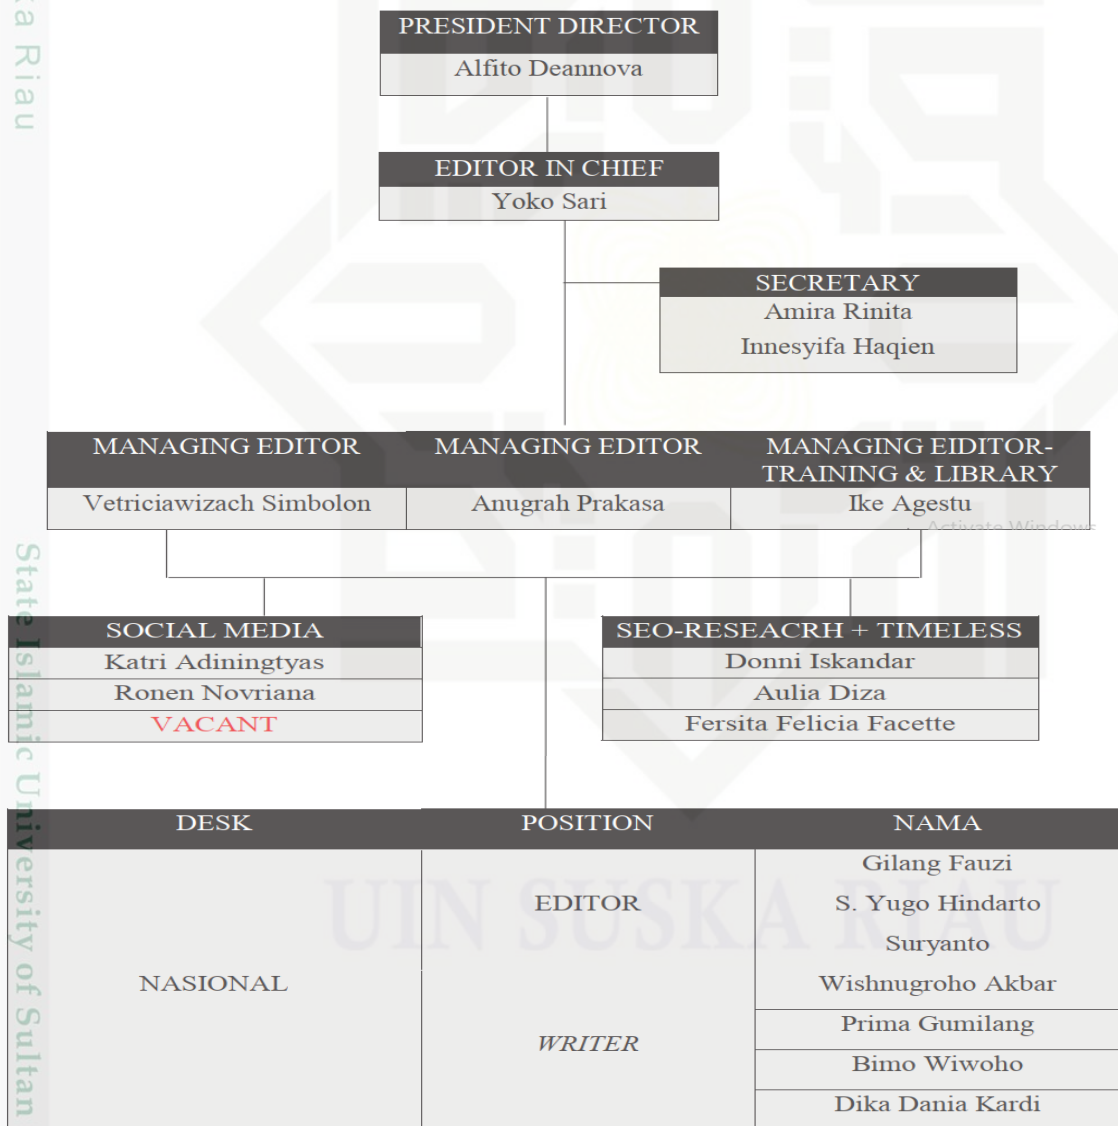 PRESIDENT DIRECTOR
Alfito Deannova
EDITOR IN CHIEF
Yoko Sari
SECRETARY
Amira Rinita
Innesyifa Haqien
MANAGING EDITOR
Vetriciawizach Simbolon
MANAGING EDITOR
Anugrah Prakasa
MANAGING EIDITOR-
TRAINING & LIBRARY
Ike Agestu
Activate Windows
SOCIAL MEDIA
Katri Adiningtyas
Ronen Novriana
VACANT
SEO-RESEACRH + TIMELESS
Donni Iskandar
Aulia Diza
Fersita Felicia Facette
DESK POSITION NAMA
NASIONAL
EDITOR
Gilang Fauzi
S. Yugo Hindarto
Suryanto
Wishnugroho Akbar
WRITER
Prima Gumilang
Bimo Wiwoho
Dika Dania Kardi
UIN SUSKA RIAU
Riau
State Islamic University of Sultan